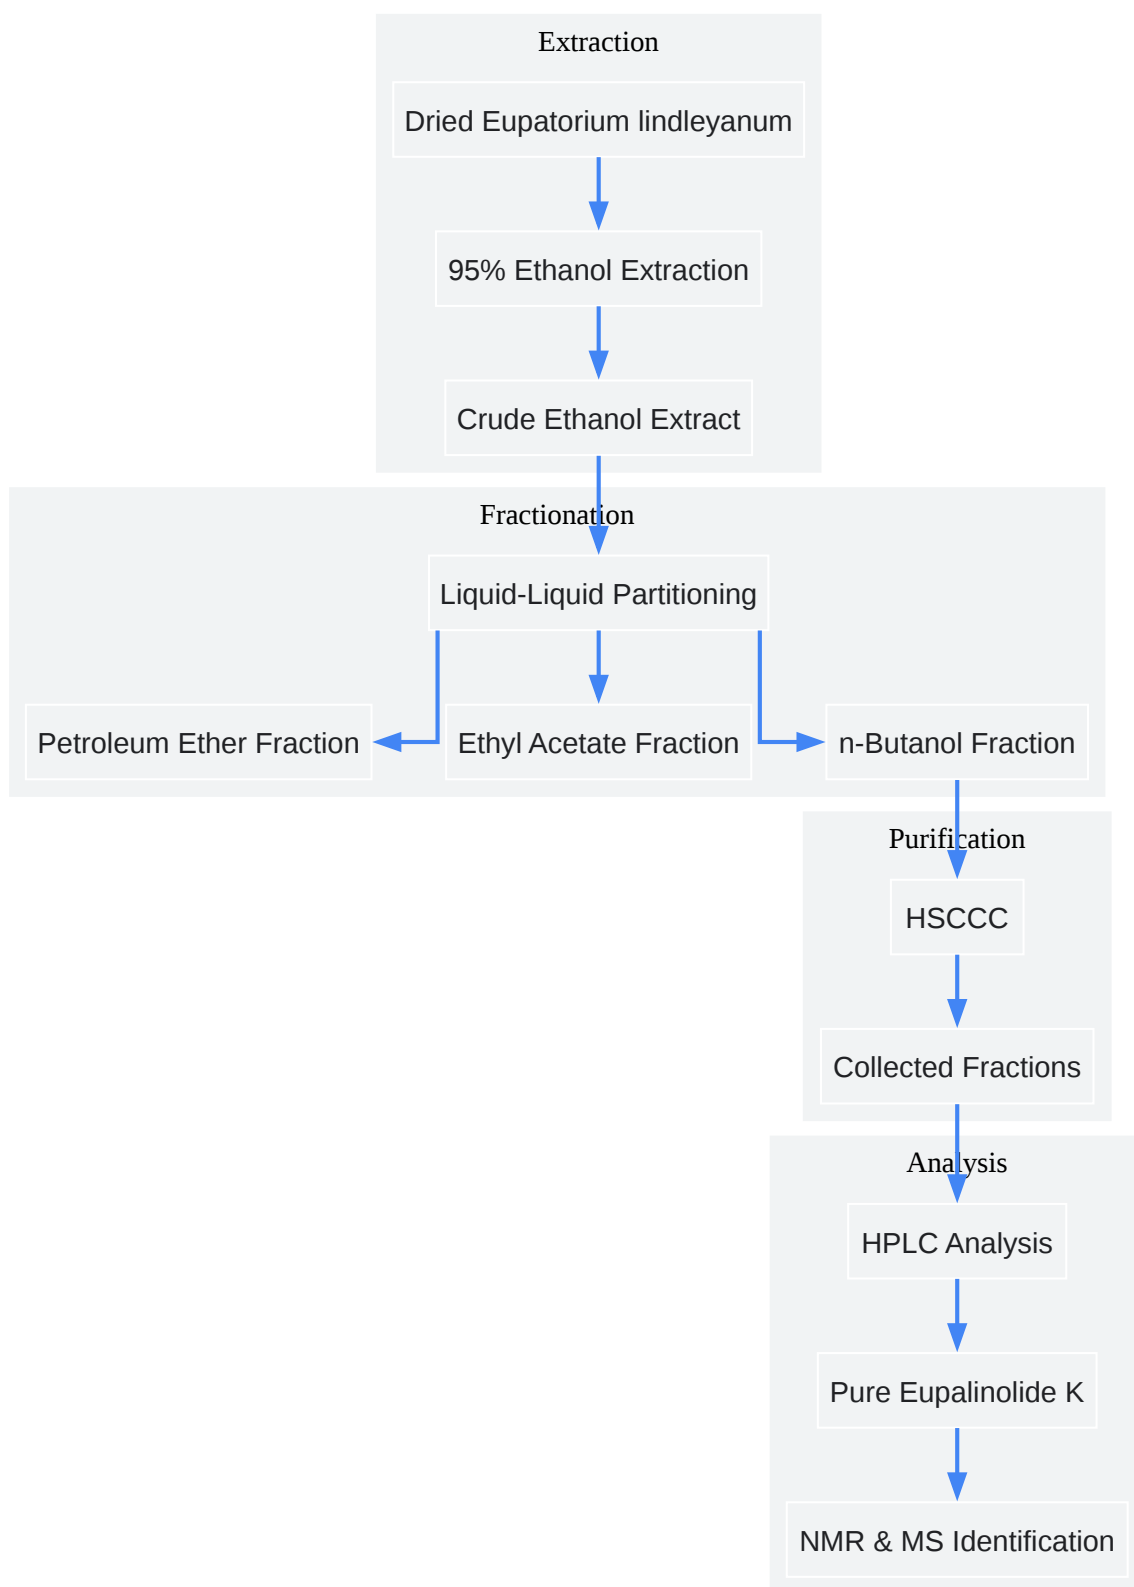 Extraction
Dried Eupatorium lindleyanum
95% Ethanol Extraction
Crude Ethanol Extract
Fractionation
Liquid-Liquid Partitioning
Petroleum Ether Fraction
Ethyl Acetate Fraction
n-Butanol Fraction
Purification
HSCCC
Collected Fractions
Analysis
HPLC Analysis
Pure Eupalinolide K
NMR & MS Identification